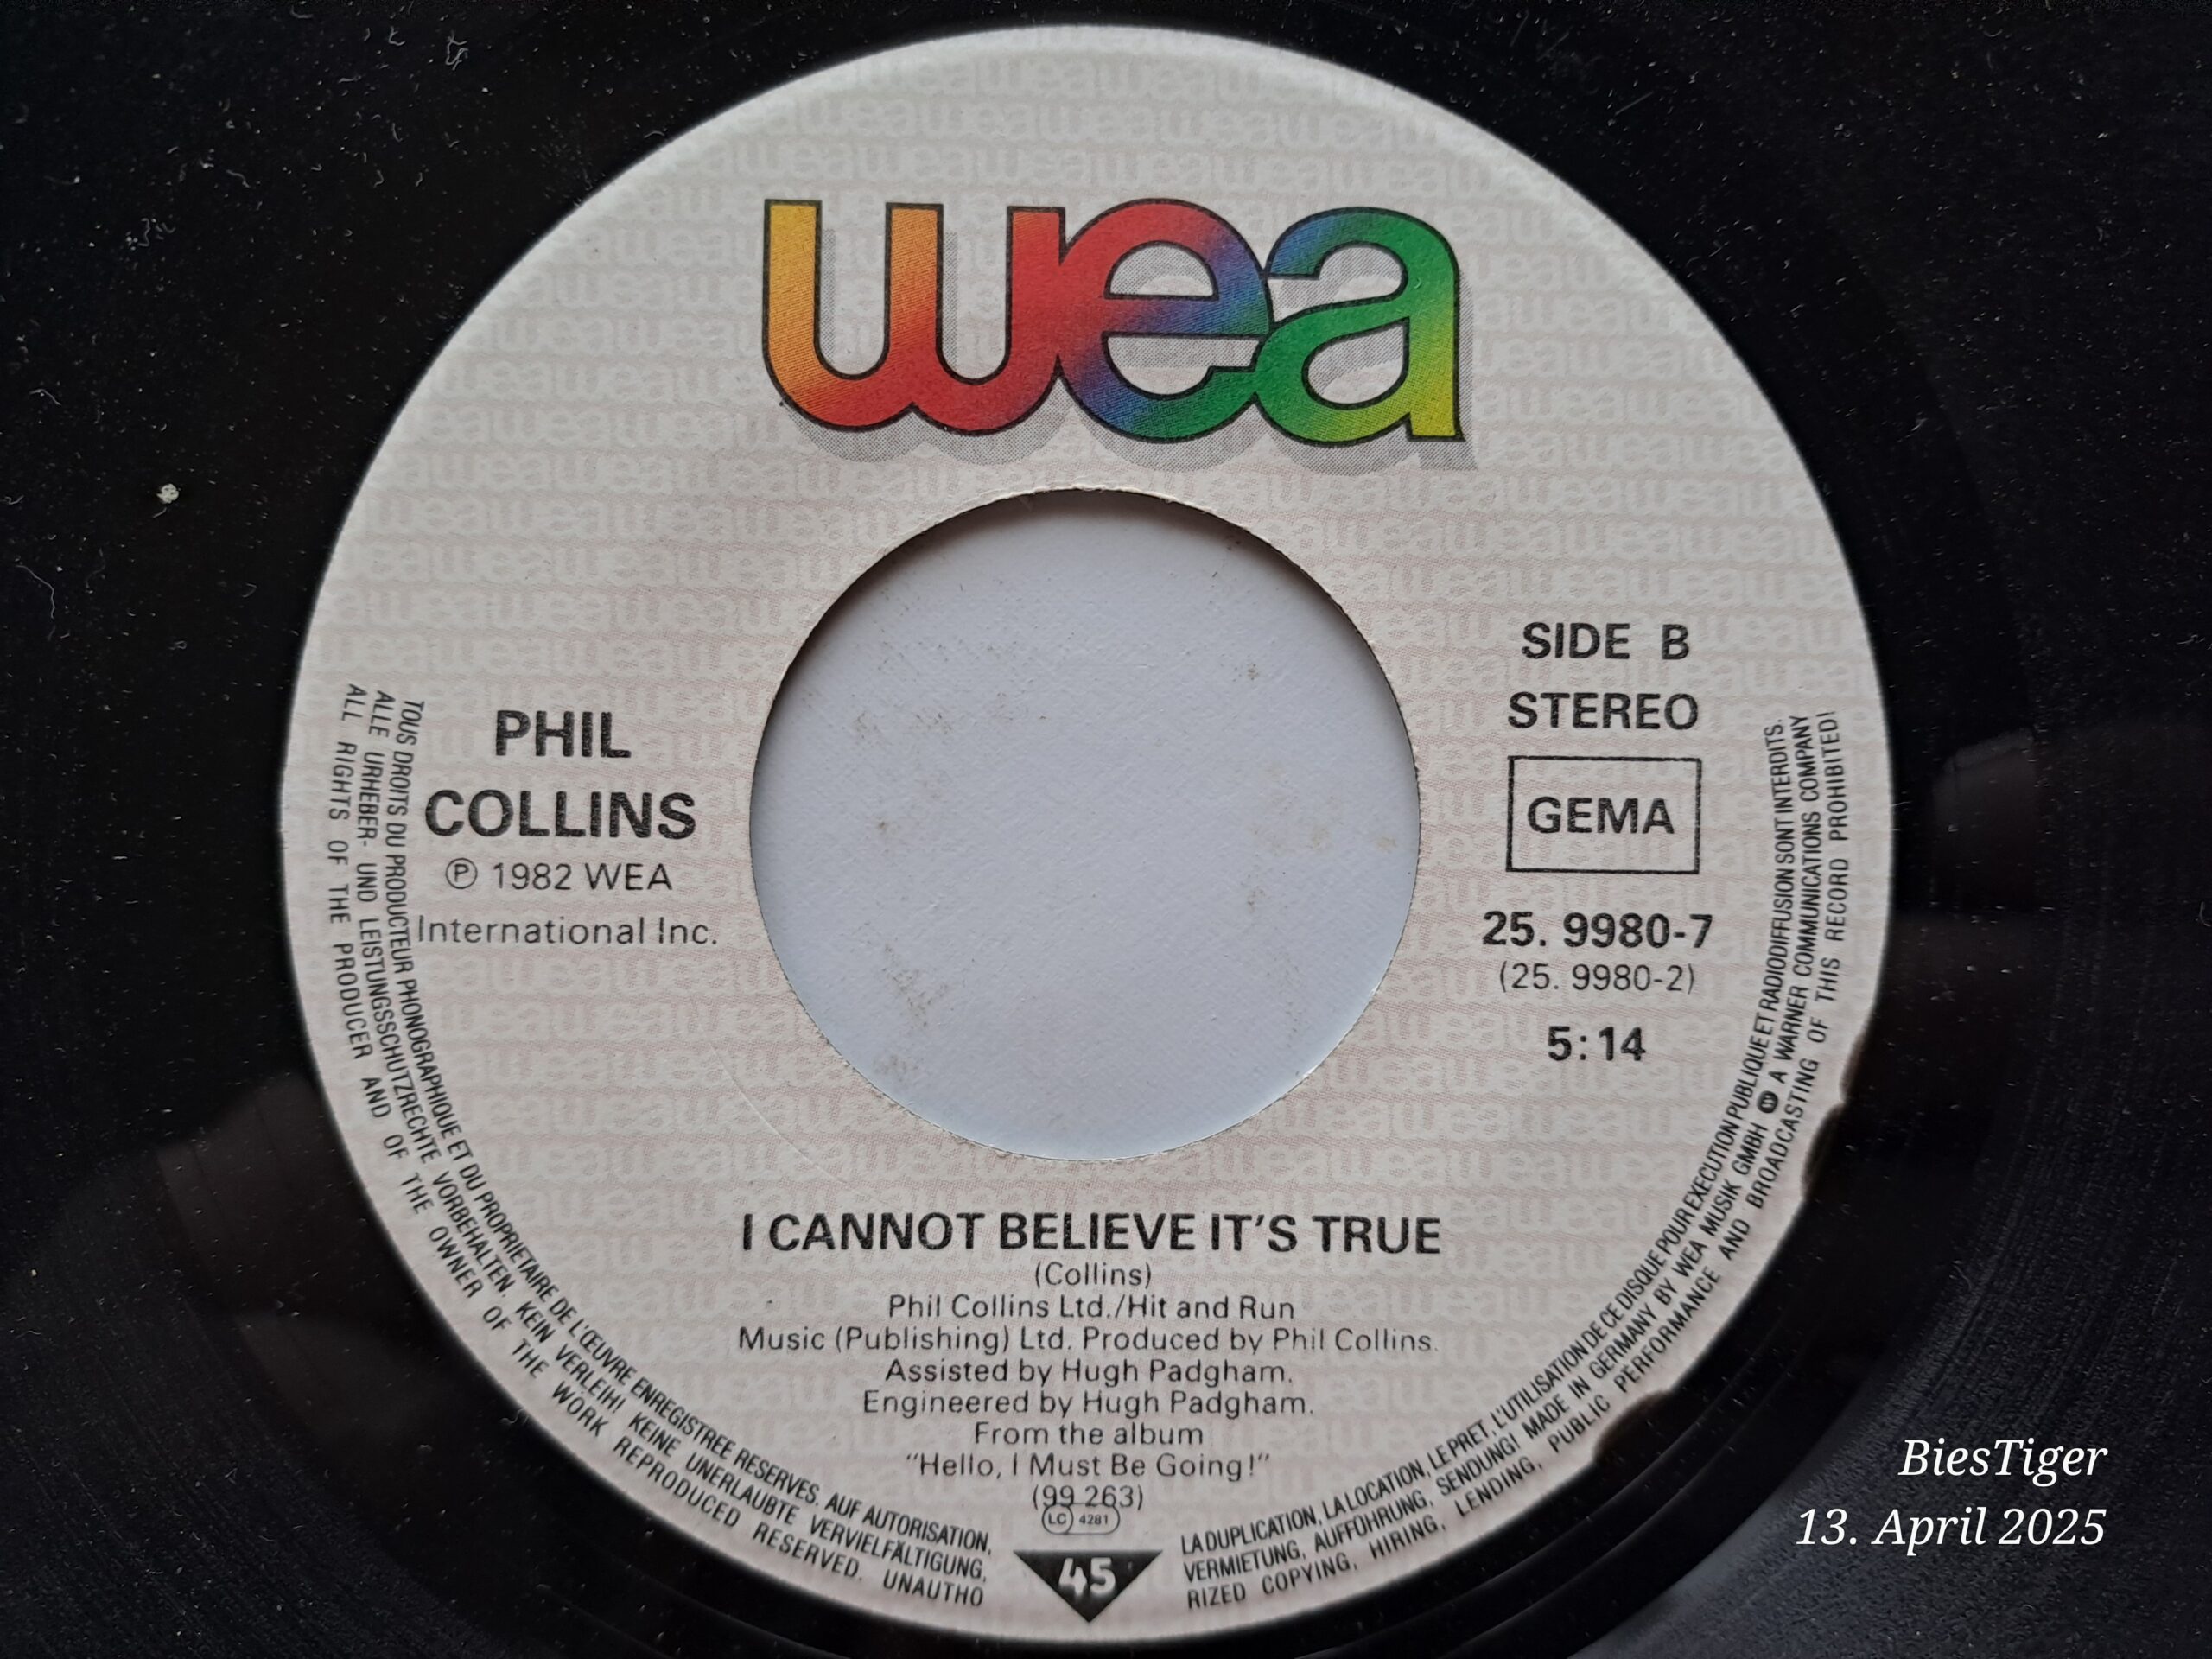 wea
PHIL
COLLINS
℗ 1982 WEA
International Inc.
SIDE B
STEREO
GEMA
25. 9980-7
(25. 9980-2)
5:14
I CANNOT BELIEVE IT'S TRUE
(Collins)
Phil Collins Ltd./Hit and Run
Music (Publishing) Ltd. Produced by Phil Collins.
Assisted by Hugh Padgham.
Engineered by Hugh Padgham.
From the album
"Hello, I Must Be Going!"
(99 263)
LC 4281
45
TOUS DROITS DU PRODUCTEUR PHONOGRAPHIQUE ET DU PROPRIETAIRE DE L'ŒUVRE ENREGISTREE RESERVES. AUF AUTORISATION,
LA DUPLICATION, LA LOCATION, LE PRET, L'UTILISATION DE CE DISQUE POUR EXECUTION PUBLIQUE ET RADIODIFFUSION SONT INTERDITS.
ALLE URHEBER- UND LEISTUNGSSCHUTZRECHTE VORBEHALTEN. KEIN VERLEIH! KEINE UNERLAUBTE VERVIELFÄLTIGUNG,
VERMIETUNG, AUFFÜHRUNG, SENDUNG! MADE IN GERMANY BY WEA MUSIK GMBH W A WARNER COMMUNICATIONS COMPANY
ALL RIGHTS OF THE PRODUCER AND OF THE OWNER OF THE WORK REPRODUCED RESERVED. UNAUTHO
RIZED COPYING, HIRING, LENDING, PUBLIC PERFORMANCE AND BROADCASTING OF THIS RECORD PROHIBITED!
BiesTiger
13. April 2025